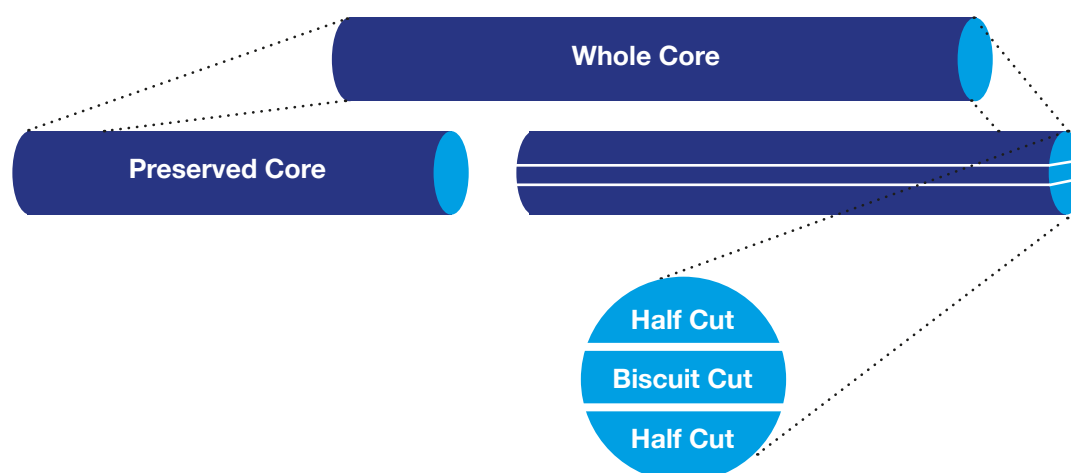 Whole Core
Preserved Core
Half Cut
Biscuit Cut
Half Cut